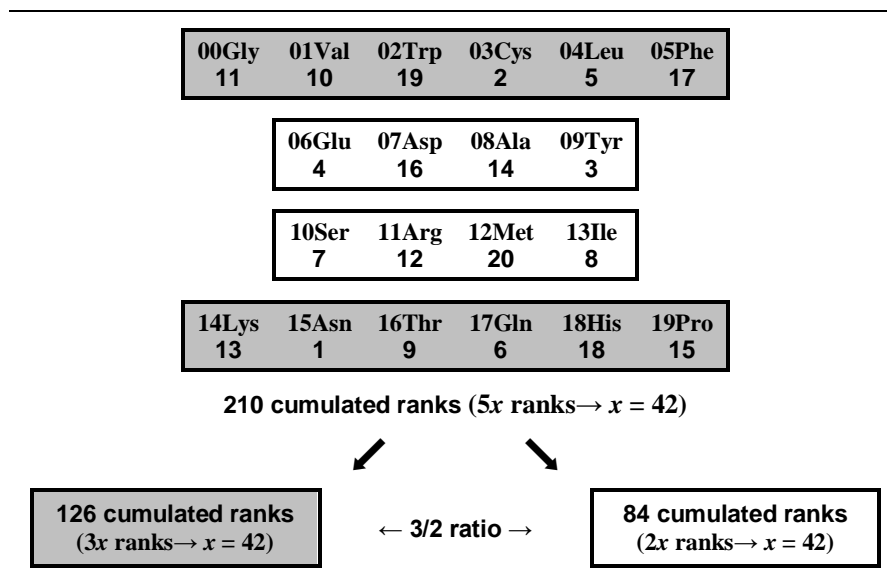 00Gly 01Val 02Trp 03Cys 04Leu 05Phe
11 10 19 2 5 17
06Glu 07Asp 08Ala 09Tyr
4 16 14 3
10Ser 11Arg 12Met 13Ile
7 12 20 8
14Lys 15Asn 16Thr 17Gln 18His 19Pro
13 1 9 6 18 15
210 cumulated ranks (5x ranks→ x = 42)
126 cumulated ranks
(3x ranks→ x = 42)
← 3/2 ratio →
84 cumulated ranks
(2x ranks→ x = 42)